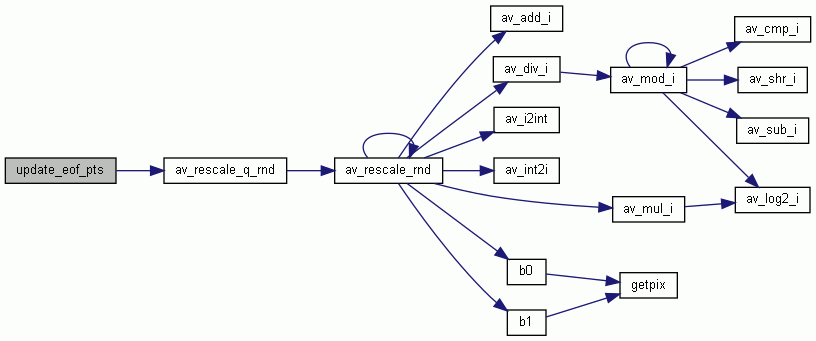 update_eof_pts
av_rescale_q_rnd
av_rescale_rnd
av_add_i
av_div_i
av_i2int
av_int2i
av_mul_i
b0
b1
av_mod_i
getpix
av_cmp_i
av_shr_i
av_sub_i
av_log2_i